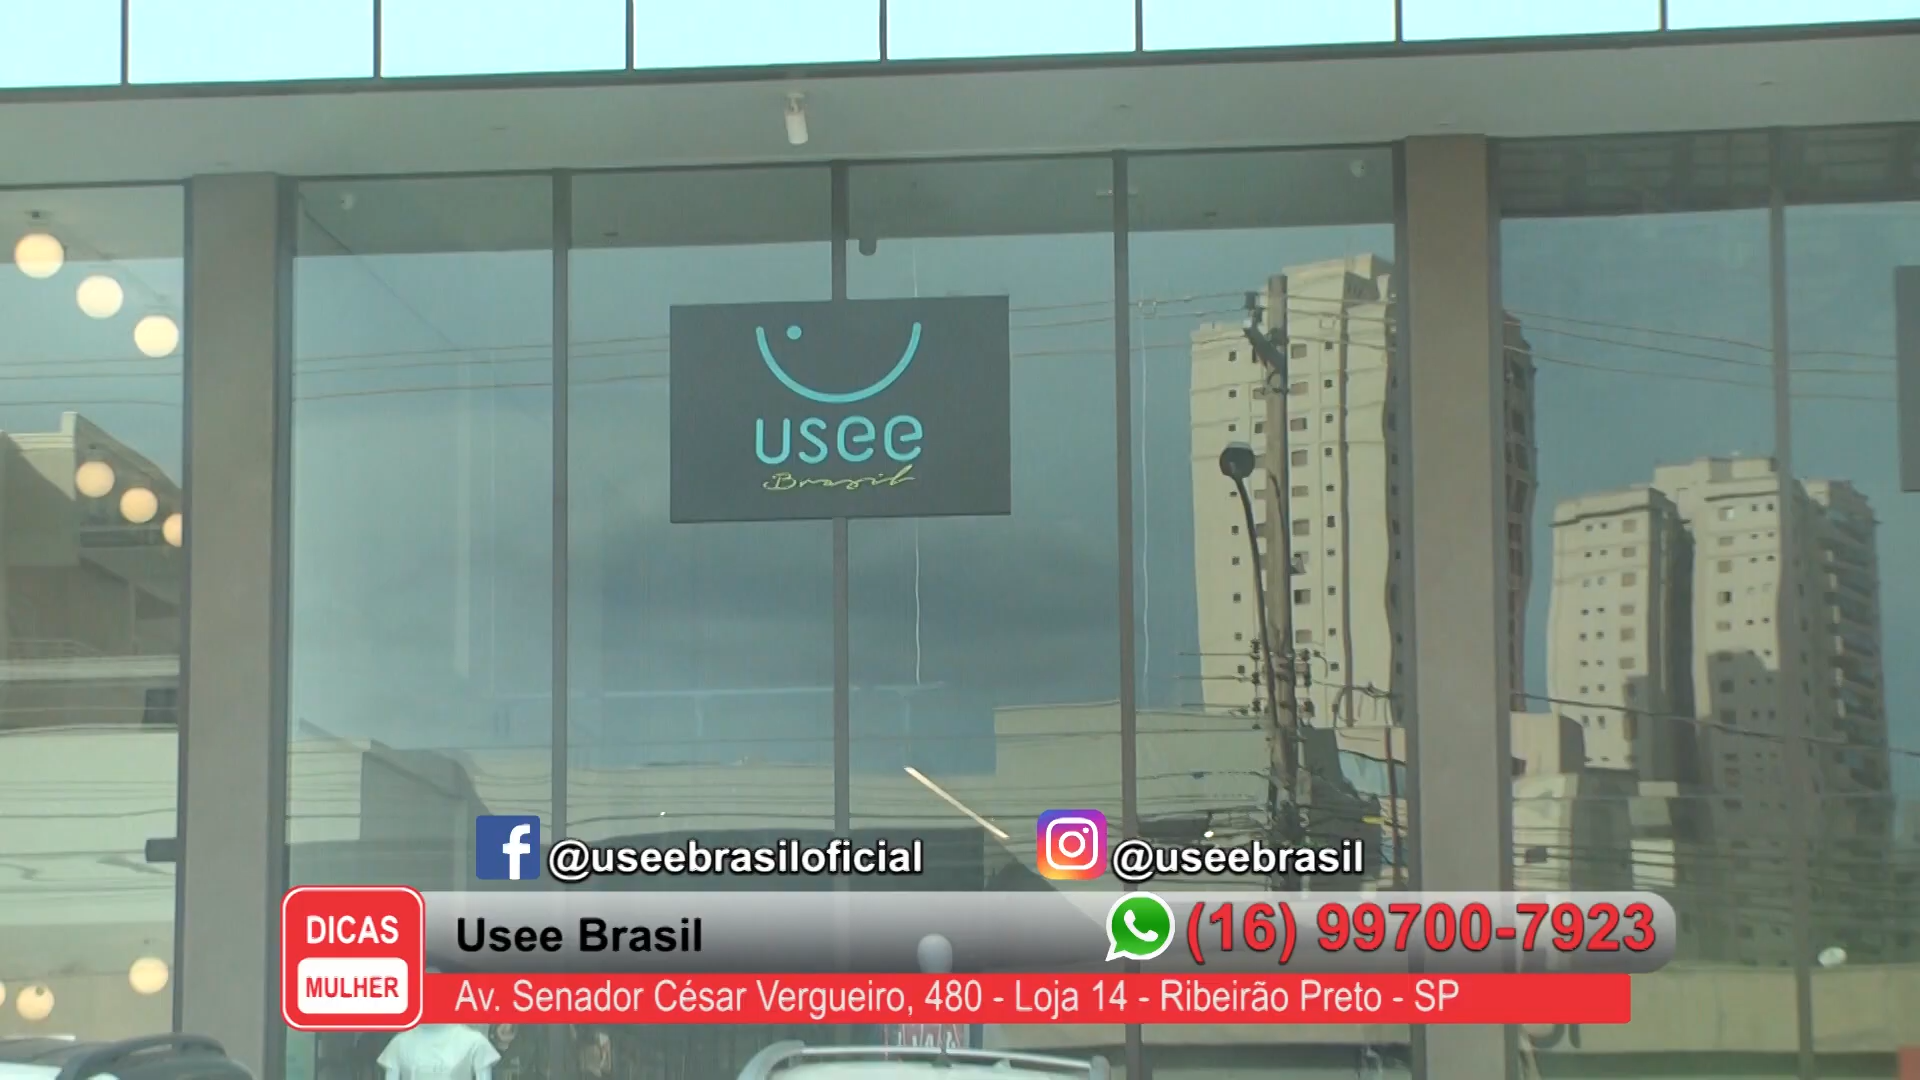 usee
Brasil
@useebrasiloficial
@useebrasil
DICAS
MULHER
Usee Brasil
(16) 99700-7923
Av. Senador César Vergueiro, 480 - Loja 14 - Ribeirão Preto - SP